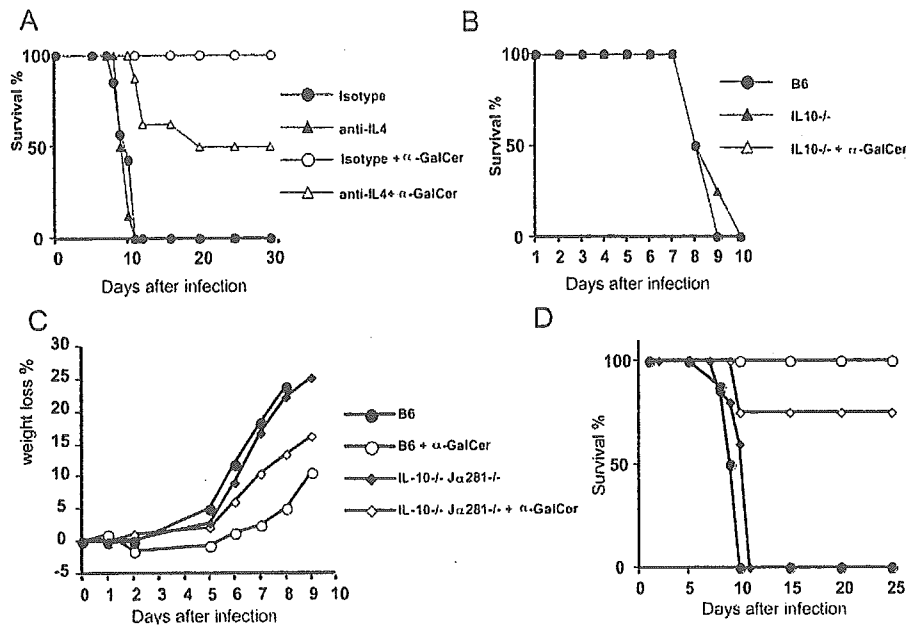 A
Survival %
100
50
0
0 10 20 30
Days after infection
Isotype
anti-IL4
Isotype + α-GalCer
anti-IL4+ α-GalCer
B
Survival %
100
50
0
1 2 3 4 5 6 7 8 9 10
Days after infection
B6
IL10-/-
IL10-/- + α-GalCer
C
weight loss %
30
25
20
15
10
5
0
-5
0 1 2 3 4 5 6 7 8 9 10
Days after infection
B6
B6 + α-GalCer
IL-10-/- Jα281-/-
IL-10-/- Jα281-/- + α-GalCer
D
Survival %
100
50
0
0 5 10 15 20 25
Days after infection